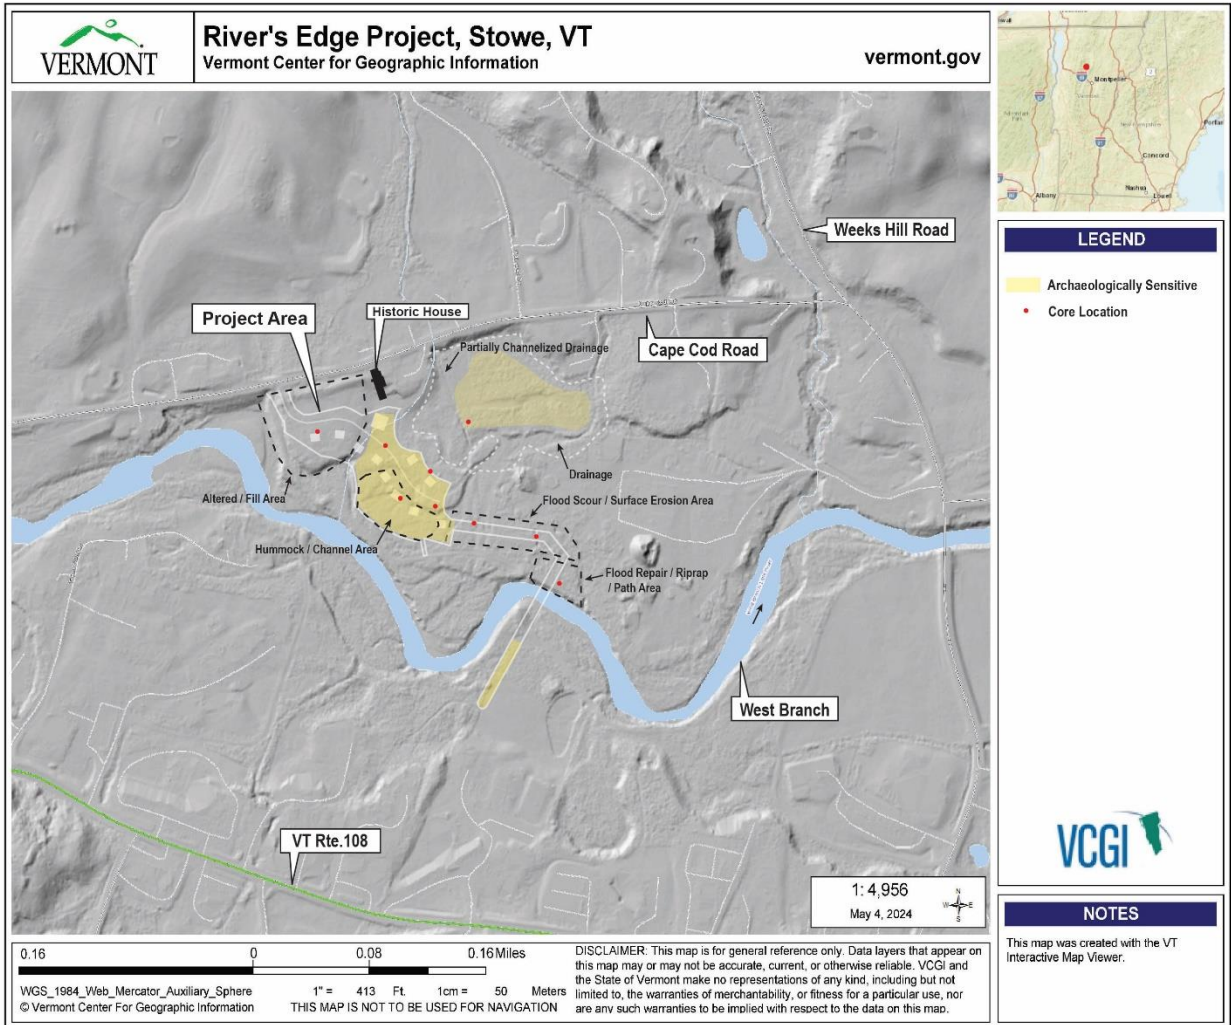 VERMONT
River's Edge Project, Stowe, VT
Vermont Center for Geographic Information
vermont.gov
Montpelier
Concord
Nashua
Lowell
Albany
LEGEND
Archaeologically Sensitive
Core Location
Weeks Hill Road
Historic House
Project Area
Partially Channelized Drainage
Cape Cod Road
Drainage
Altered / Fill Area
Flood Scour / Surface Erosion Area
Hummock / Channel Area
Flood Repair / Riprap
/ Path Area
West Branch
VT Rte.108
VCGI
1: 4,956
May 4, 2024
N
W E
S
NOTES
This map was created with the VT
Interactive Map Viewer.
0.16 0 0.08 0.16 Miles
WGS_1984_Web_Mercator_Auxiliary_Sphere 1" = 413 Ft. 1cm = 50 Meters
© Vermont Center For Geographic Information THIS MAP IS NOT TO BE USED FOR NAVIGATION
DISCLAIMER: This map is for general reference only. Data layers that appear on
this map may or may not be accurate, current, or otherwise reliable. VCGI and
the State of Vermont make no representations of any kind, including but not
limited to, the warranties of merchantability, or fitness for a particular use, nor
are any such warranties to be implied with respect to the data on this map.